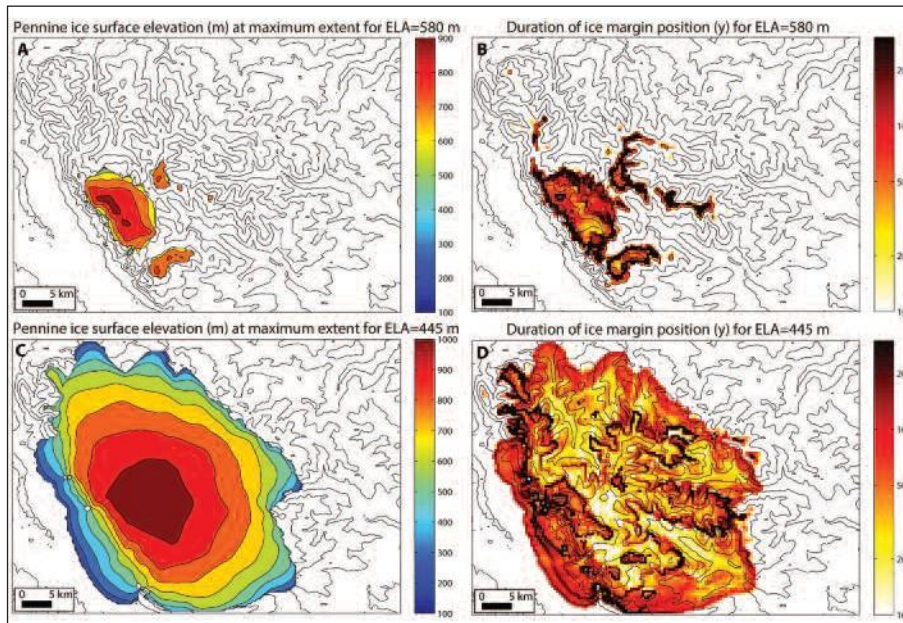 Pennine ice surface elevation (m) at maximum extent for ELA=580 m
A
900
800
700
600
500
400
300
200
100
0 5 km
Duration of ice margin position (y) for ELA=580 m
B
0 5 km
Pennine ice surface elevation (m) at maximum extent for ELA=445 m
C
1000
900
800
700
600
500
400
300
200
100
0 5 km
Duration of ice margin position (y) for ELA=445 m
D
0 5 km